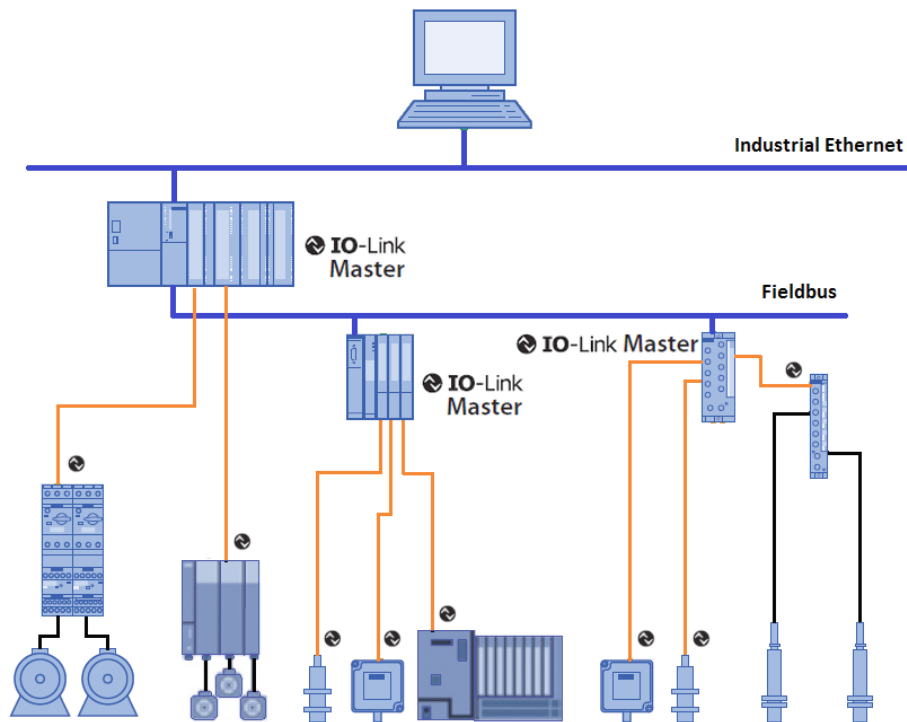 Industrial Ethernet
IO-Link
Master
Fieldbus
IO-Link Master
IO-Link
Master